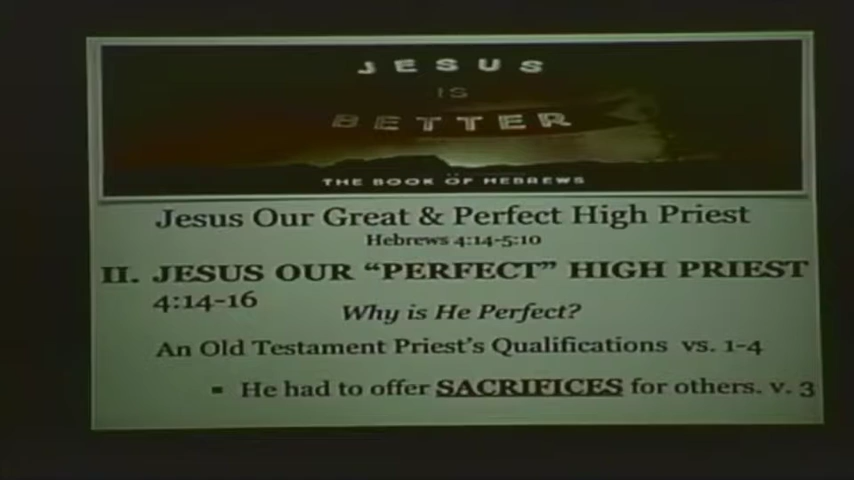 JESUS
IS
BETTER
THE BOOK OF HEBREWS
Jesus Our Great & Perfect High Priest
Hebrews 4:14-5:10
II. JESUS OUR “PERFECT” HIGH PRIEST
4:14-16
Why is He Perfect?
An Old Testament Priest's Qualifications vs. 1-4
▪ He had to offer SACRIFICES for others. v. 3